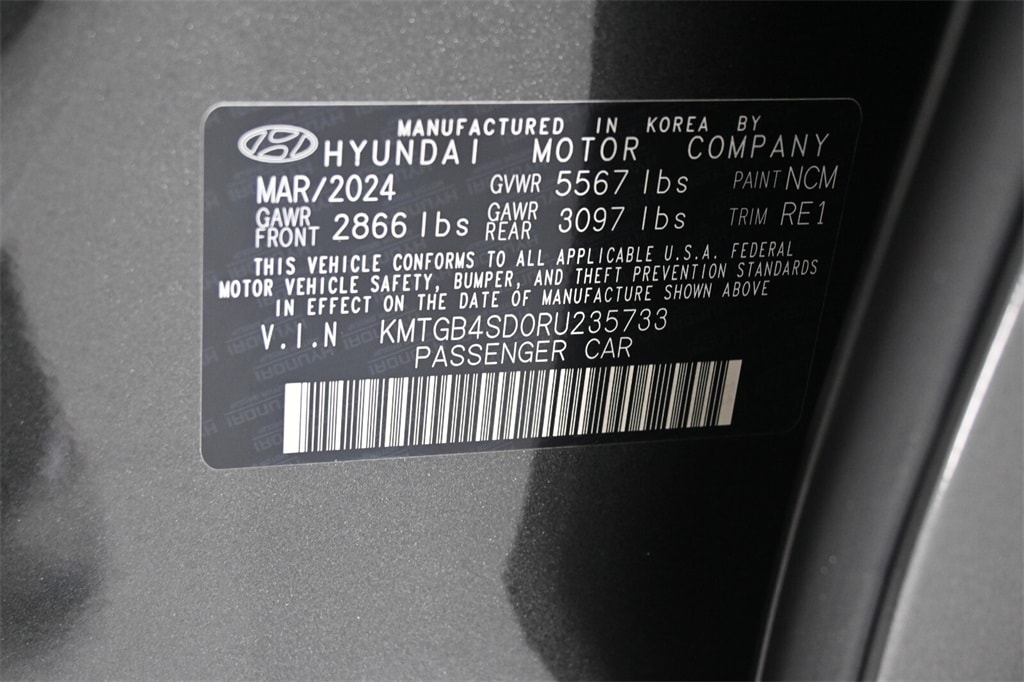 MANUFACTURED IN KOREA BY
HYUNDAI MOTOR COMPANY
MAR/2024 GVWR 5567 lbs PAINT NCM
GAWR FRONT 2866 lbs GAWR REAR 3097 lbs TRIM RE1
THIS VEHICLE CONFORMS TO ALL APPLICABLE U.S.A. FEDERAL
MOTOR VEHICLE SAFETY, BUMPER, AND THEFT PREVENTION STANDARDS
IN EFFECT ON THE DATE OF MANUFACTURE SHOWN ABOVE
V.I.N KMTGB4SD0RU235733
PASSENGER CAR